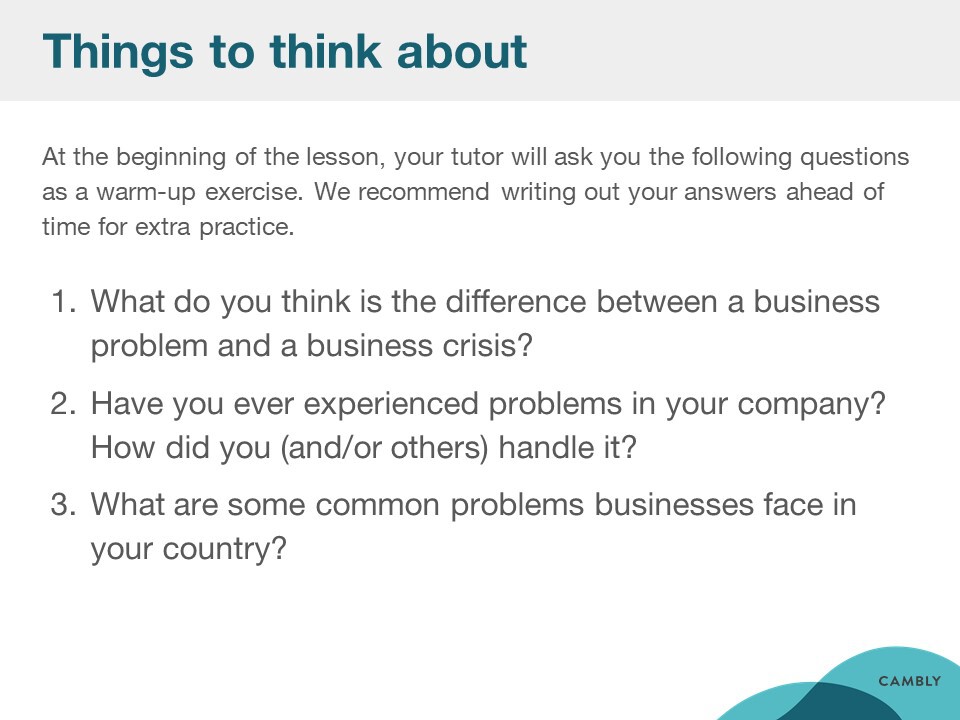 Things to think about
At the beginning of the lesson, your tutor will ask you the following questions
as a warm-up exercise. We recommend writing out your answers ahead of
time for extra practice.
1. What do you think is the difference between a business
problem and a business crisis?
2. Have you ever experienced problems in your company?
How did you (and/or others) handle it?
3. What are some common problems businesses face in
your country?
CAMBLY